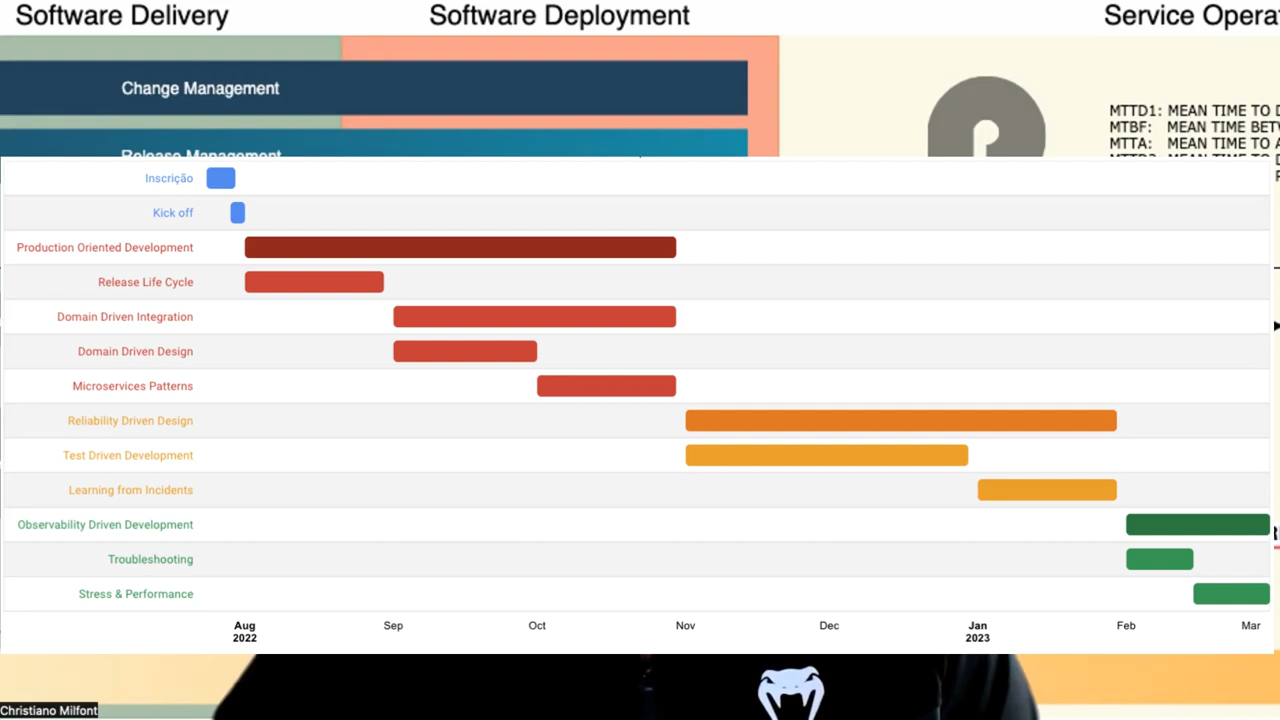 Software Delivery
Software Deployment
Change Management
Release Management
MTTD1: MEAN TIME TO
MTBF: MEAN TIME
MTTA: MEAN TIME TO
Inscrição
Kick off
Production Oriented Development
Release Life Cycle
Domain Driven Integration
Domain Driven Design
Microservices Patterns
Reliability Driven Design
Test Driven Development
Learning from Incidents
Observability Driven Development
Troubleshooting
Stress & Performance
Aug Sep Oct Nov Dec Jan Feb Mar
2022 2023
Christiano Milfont